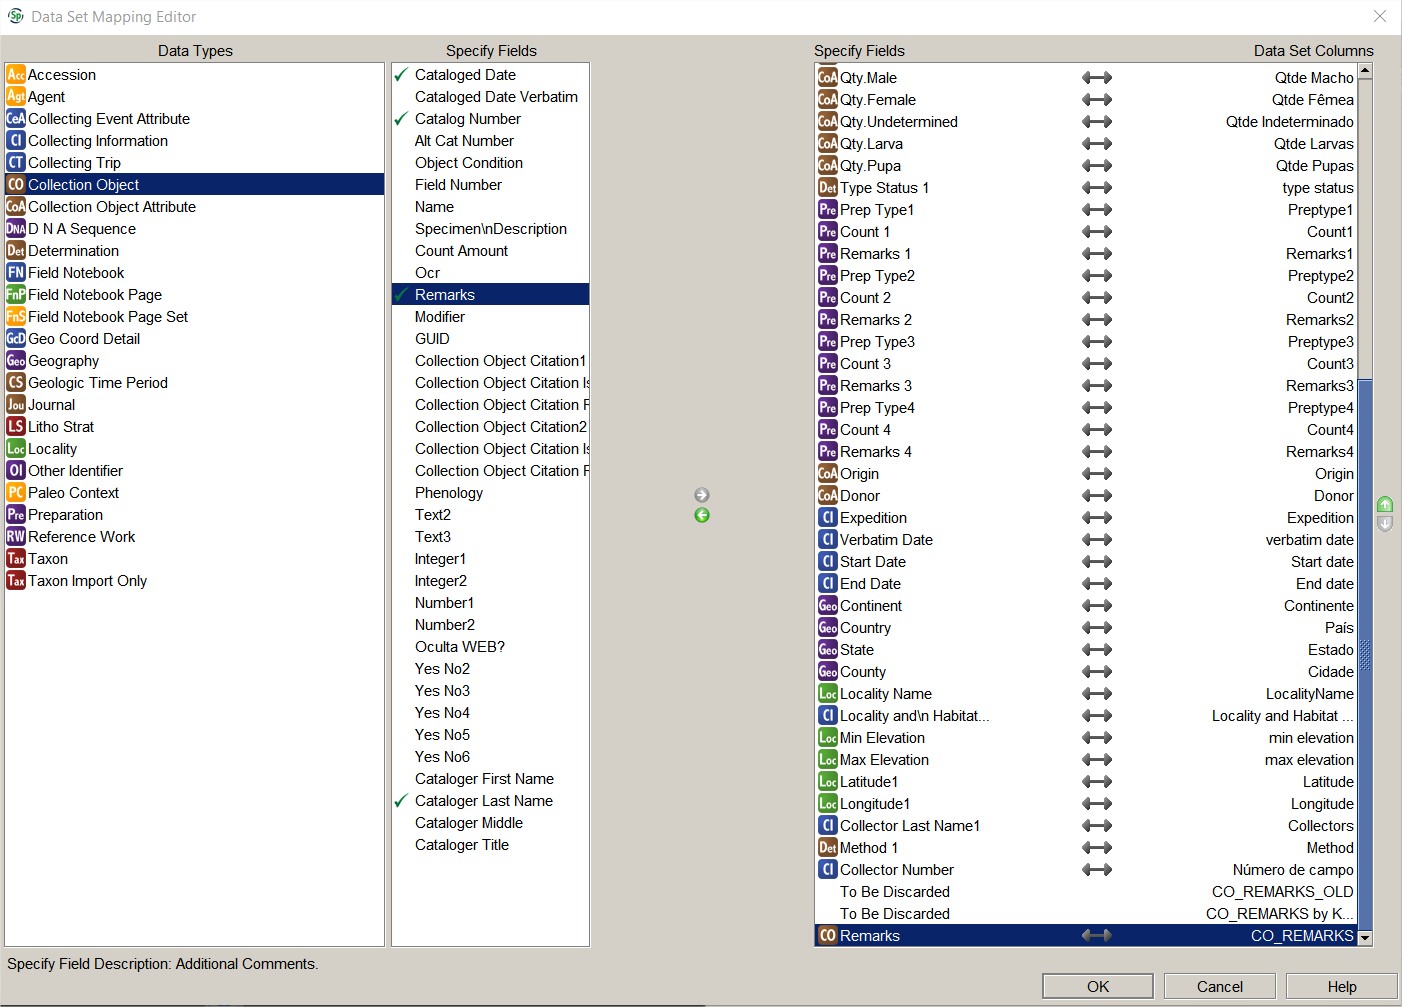 Data Set Mapping Editor
Data Types
Acc Accession
Agt Agent
CeA Collecting Event Attribute
CI Collecting Information
CT Collecting Trip
CO Collection Object
CoA Collection Object Attribute
DNA D N A Sequence
Det Determination
FN Field Notebook
FnP Field Notebook Page
FnS Field Notebook Page Set
GcD Geo Coord Detail
Geo Geography
CS Geologic Time Period
Jou Journal
LS Litho Strat
Loc Locality
OI Other Identifier
PC Paleo Context
Pre Preparation
RW Reference Work
Tax Taxon
Tax Taxon Import Only
Specify Fields
Cataloged Date
Cataloged Date Verbatim
Catalog Number
Alt Cat Number
Object Condition
Field Number
Name
Specimen\nDescription
Count Amount
Ocr
Remarks
Modifier
GUID
Collection Object Citation1
Collection Object Citation Is
Collection Object Citation F
Collection Object Citation2
Collection Object Citation Is
Collection Object Citation F
Phenology
Text2
Text3
Integer1
Integer2
Number1
Number2
Oculta WEB?
Yes No2
Yes No3
Yes No4
Yes No5
Yes No6
Cataloger First Name
Cataloger Last Name
Cataloger Middle
Cataloger Title
Specify Fields Data Set Columns
CoA Qty.Male Qtde Macho
CoA Qty.Female Qtde Fêmea
CoA Qty.Undetermined Qtde Indeterminado
CoA Qty.Larva Qtde Larvas
CoA Qty.Pupa Qtde Pupas
Det Type Status 1 type status
Pre Prep Type1 Preptype1
Pre Count 1 Count1
Pre Remarks 1 Remarks1
Pre Prep Type2 Preptype2
Pre Count 2 Count2
Pre Remarks 2 Remarks2
Pre Prep Type3 Preptype3
Pre Count 3 Count3
Pre Remarks 3 Remarks3
Pre Prep Type4 Preptype4
Pre Count 4 Count4
Pre Remarks 4 Remarks4
CoA Origin Origin
CoA Donor Donor
CI Expedition Expedition
CI Verbatim Date verbatim date
CI Start Date Start date
CI End Date End date
Geo Continent Continente
Geo Country País
Geo State Estado
Geo County Cidade
Loc Locality Name LocalityName
CI Locality and\n Habitat... Locality and Habitat ...
Loc Min Elevation min elevation
Loc Max Elevation max elevation
Loc Latitude1 Latitude
Loc Longitude1 Longitude
CI Collector Last Name1 Collectors
Det Method 1 Method
CI Collector Number Número de campo
To Be Discarded CO_REMARKS_OLD
To Be Discarded CO_REMARKS by K...
CO Remarks CO_REMARKS
Specify Field Description: Additional Comments.
OK Cancel Help